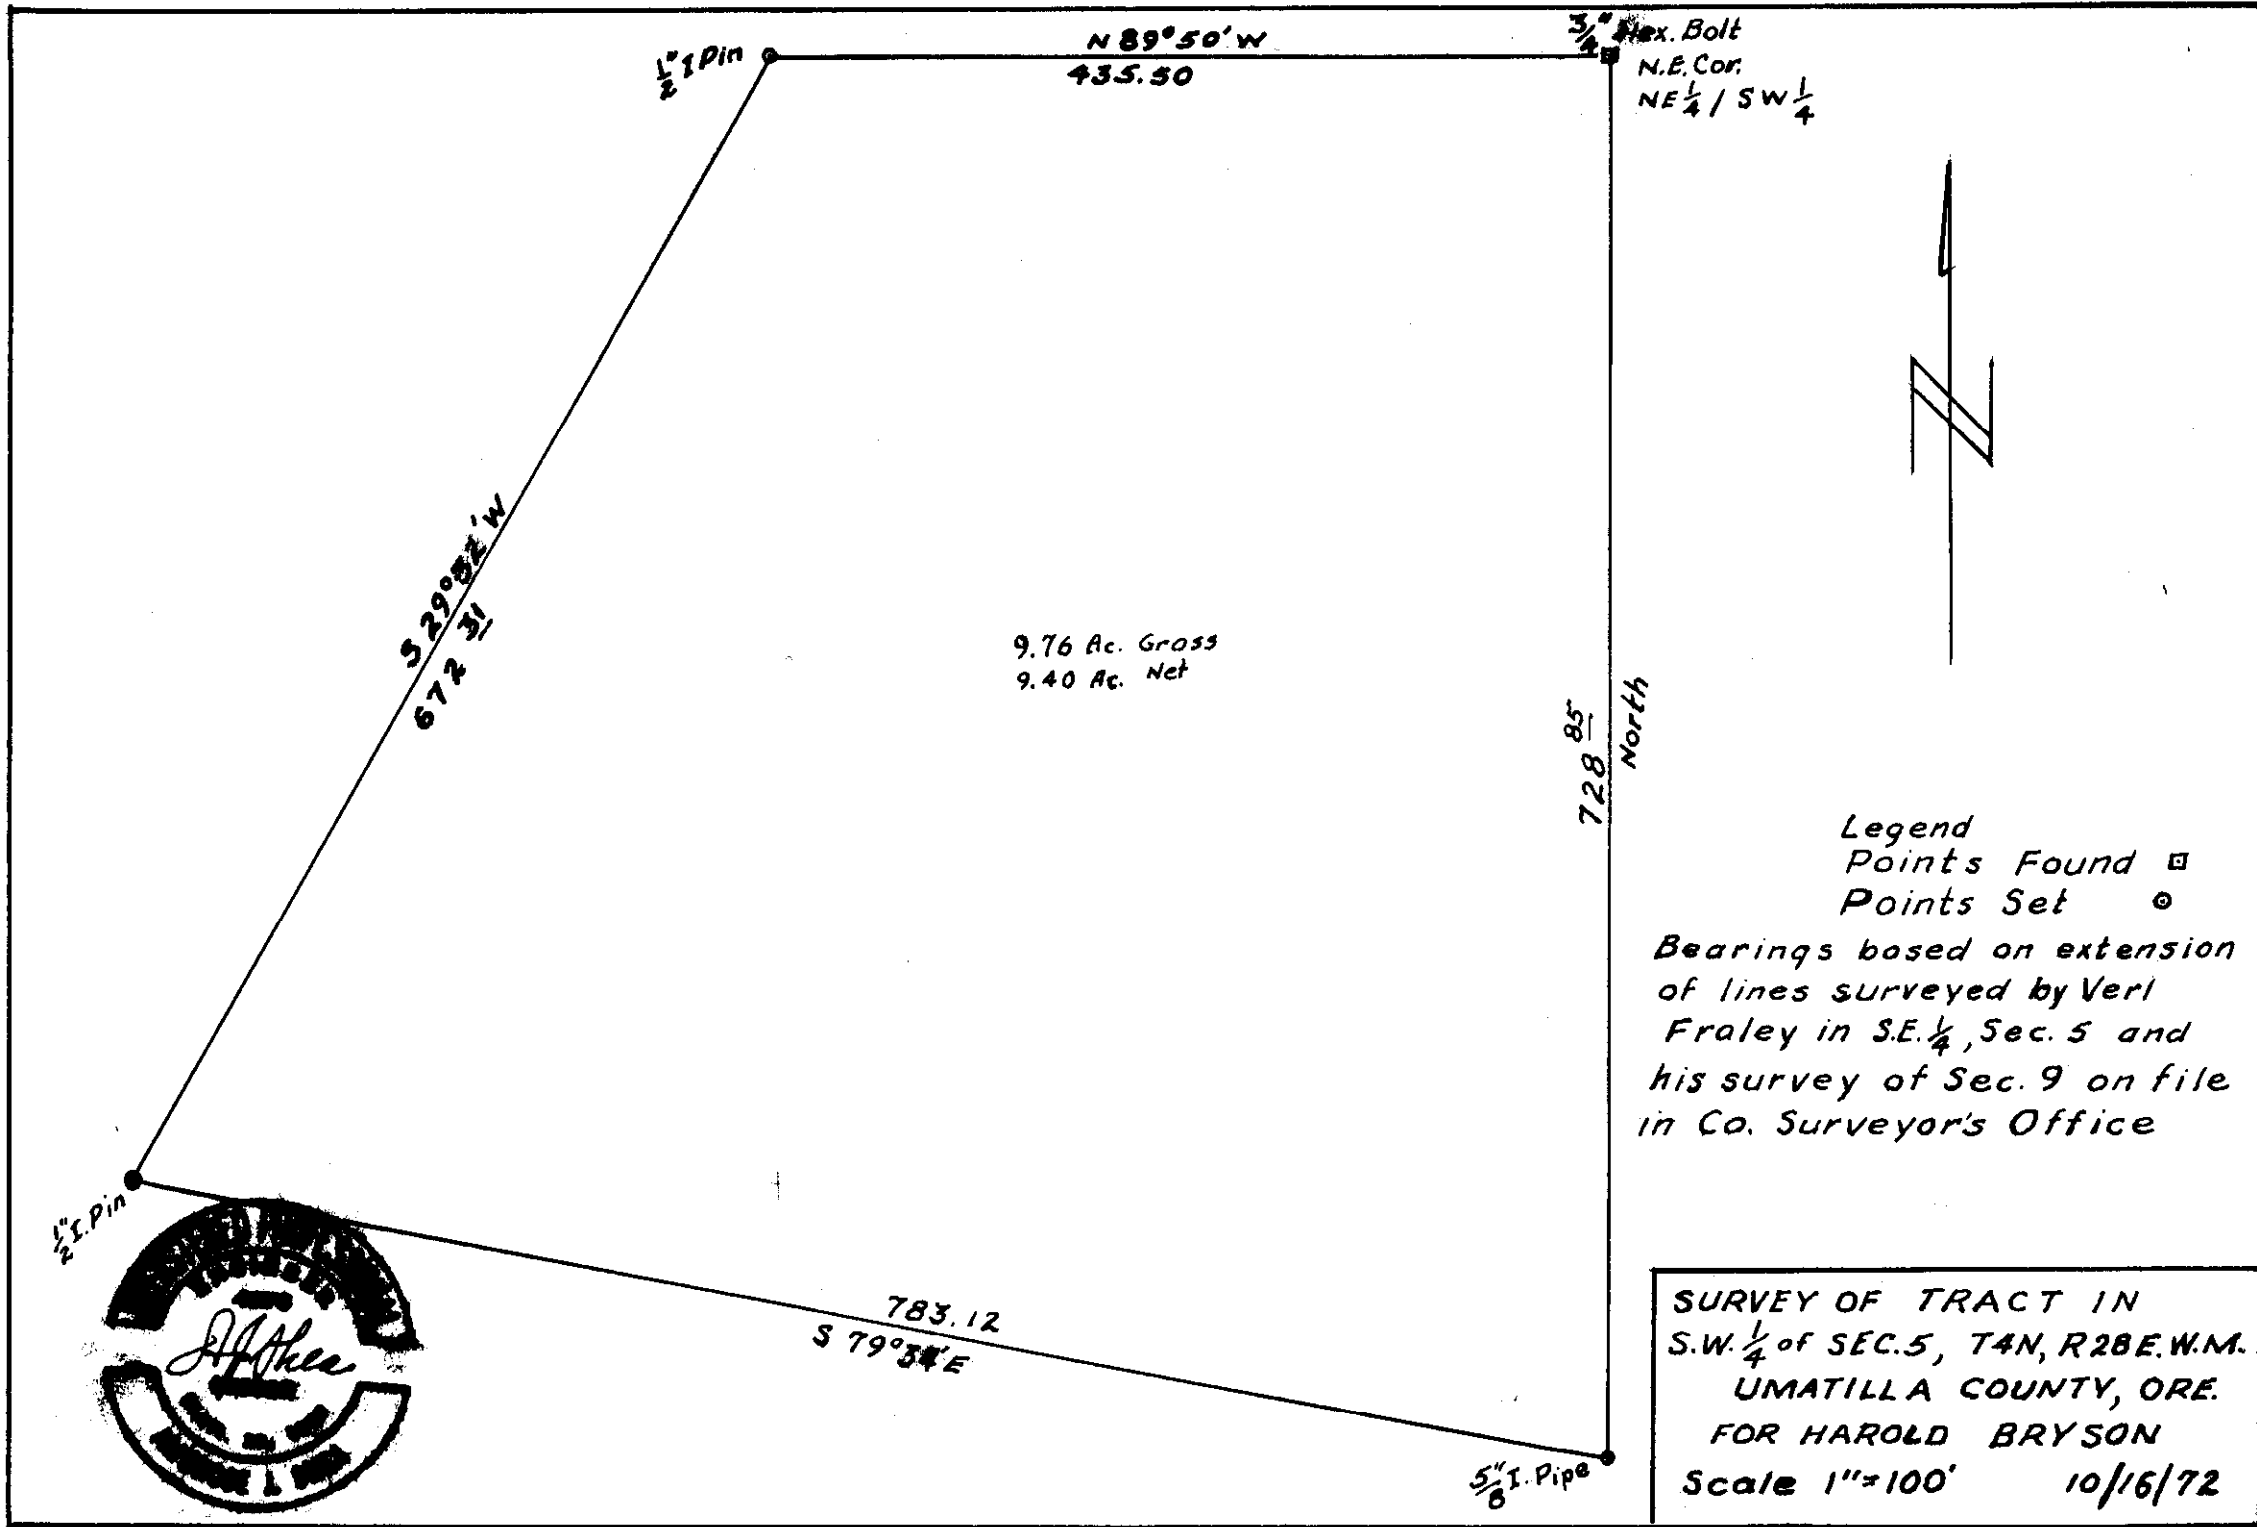 N 89°50' W
435.50
1/2" I Pin
3/4" Hex. Bolt
N.E. Cor.
NE 1/4 / SW 1/4
S 29°32' W
672 31
9.76 Ac. Gross
9.40 Ac. Net
728 85
North
Legend
Points Found
Points Set
Bearings based on extension
of lines surveyed by Verl
Fraley in S.E. 1/4, Sec. 5 and
his survey of Sec. 9 on file
in Co. Surveyor's Office
1/2" I. Pin
783.12
S 79°34' E
5/8" I. Pipe
SURVEY OF TRACT IN
S.W. 1/4 of SEC. 5, T4N, R28E. W.M.
UMATILLA COUNTY, ORE.
FOR HAROLD BRYSON
Scale 1"=100' 10/16/72